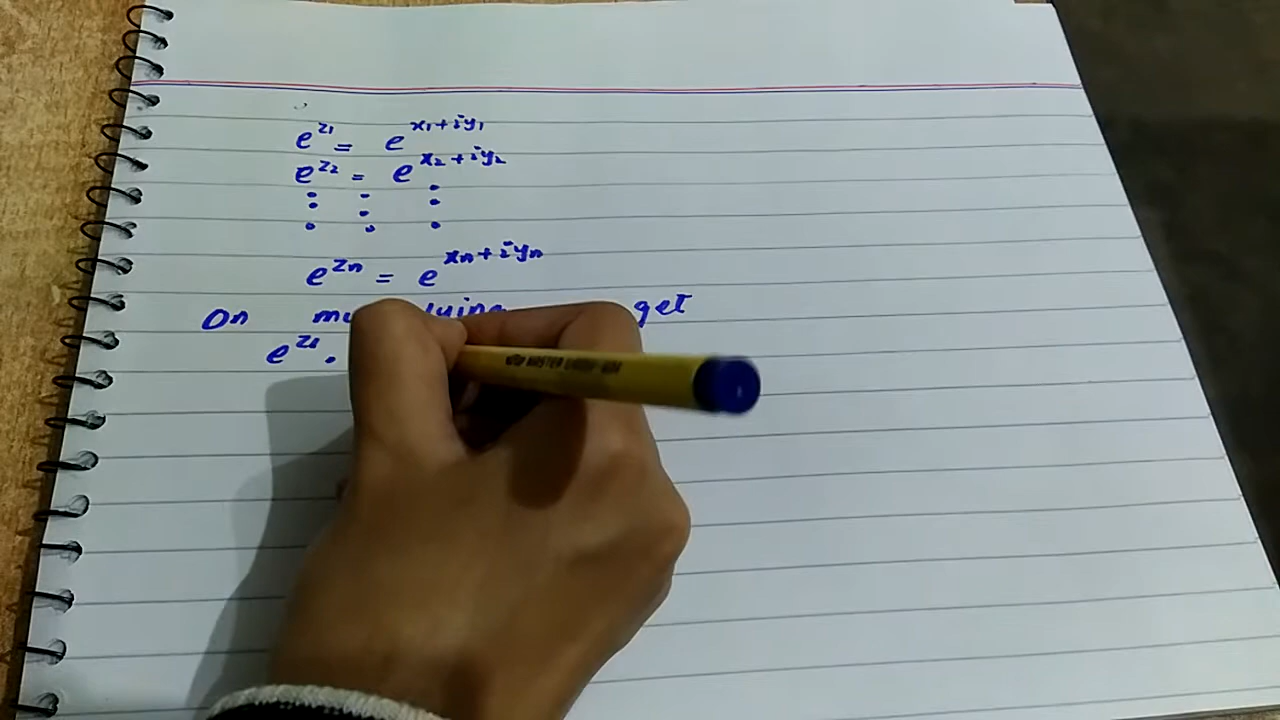 e^z1 = e^x1+iy1
e^z2 = e^x2+iy2
: : :
. . .
e^zn = e^xn+iyn
On get
e^z1.